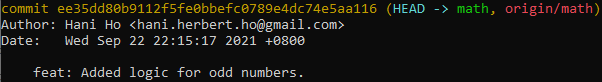 commit ee35dd80b9112f5fe0bbefc0789e4dc74e5aa116 (HEAD -> math, origin/math)
Author: Hani Ho <hani.herbert.ho@gmail.com>
Date:   Wed Sep 22 22:15:17 2021 +0800
    feat: Added logic for odd numbers.